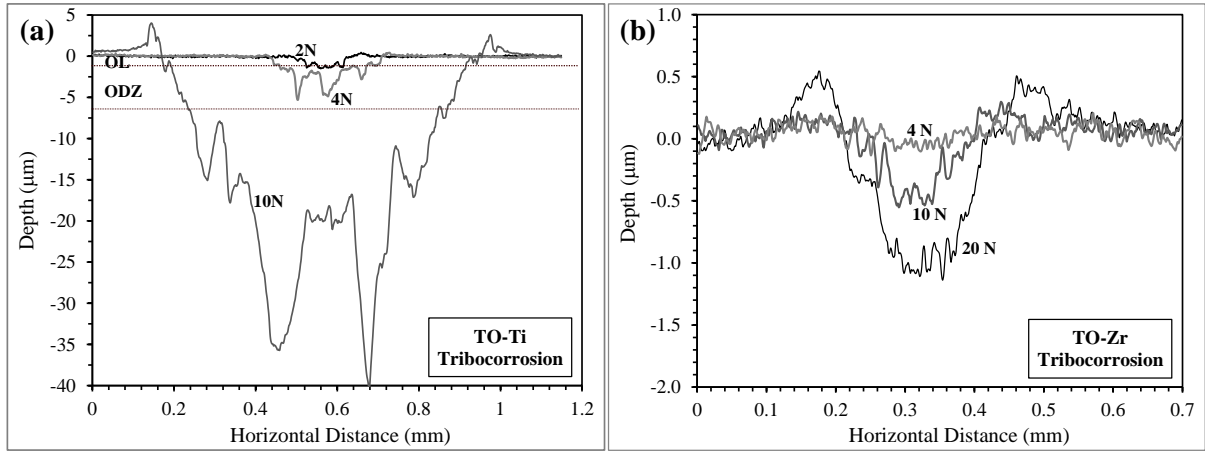 (a)
5
0
-5
-10
-15
-20
-25
-30
-35
-40
Depth (µm)
OL
ODZ
2N
4N
10N
TO-Ti
Tribocorrosion
0
0.2
0.4
0.6
0.8
1
1.2
Horizontal Distance (mm)
(b)
1.0
0.5
0.0
-0.5
-1.0
-1.5
-2.0
Depth (µm)
4 N
10 N
20 N
TO-Zr
Tribocorrosion
0
0.1
0.2
0.3
0.4
0.5
0.6
0.7
Horizontal Distance (mm)